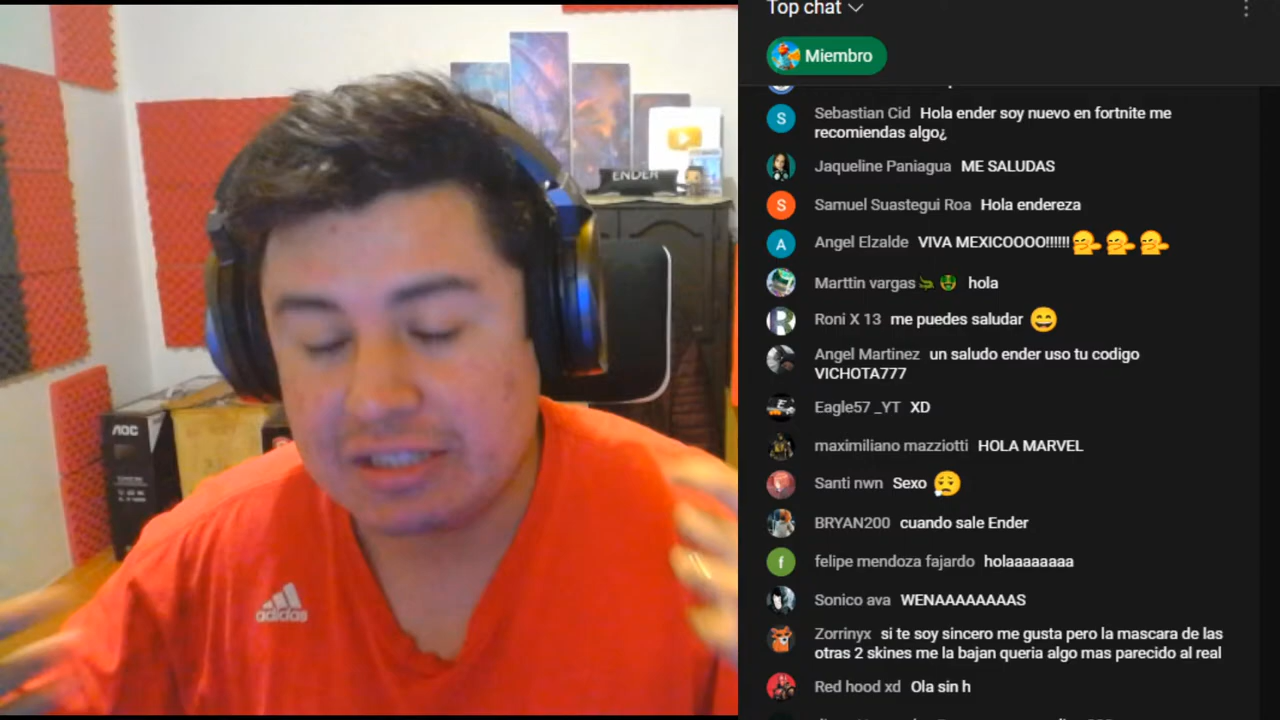 Top chat
Miembro
Sebastian Cid Hola ender soy nuevo en fortnite me
recomiendas algo¿
Jaqueline Paniagua ME SALUDAS
Samuel Suastegui Roa Hola endereza
Angel Elzalde VIVA MEXICOOOO!!!!!!
Marttin vargas hola
Roni X 13 me puedes saludar
Angel Martinez un saludo ender uso tu codigo
VICHOTA777
Eagle57 _YT XD
maximiliano mazziotti HOLA MARVEL
Santi nwn Sexo
BRYAN200 cuando sale Ender
felipe mendoza fajardo holaaaaaaaa
Sonico ava WENAAAAAAAS
Zorrinyx si te soy sincero me gusta pero la mascara de las
otras 2 skines me la bajan queria algo mas parecido al real
Red hood xd Ola sin h
ENDER
AOC
adidas